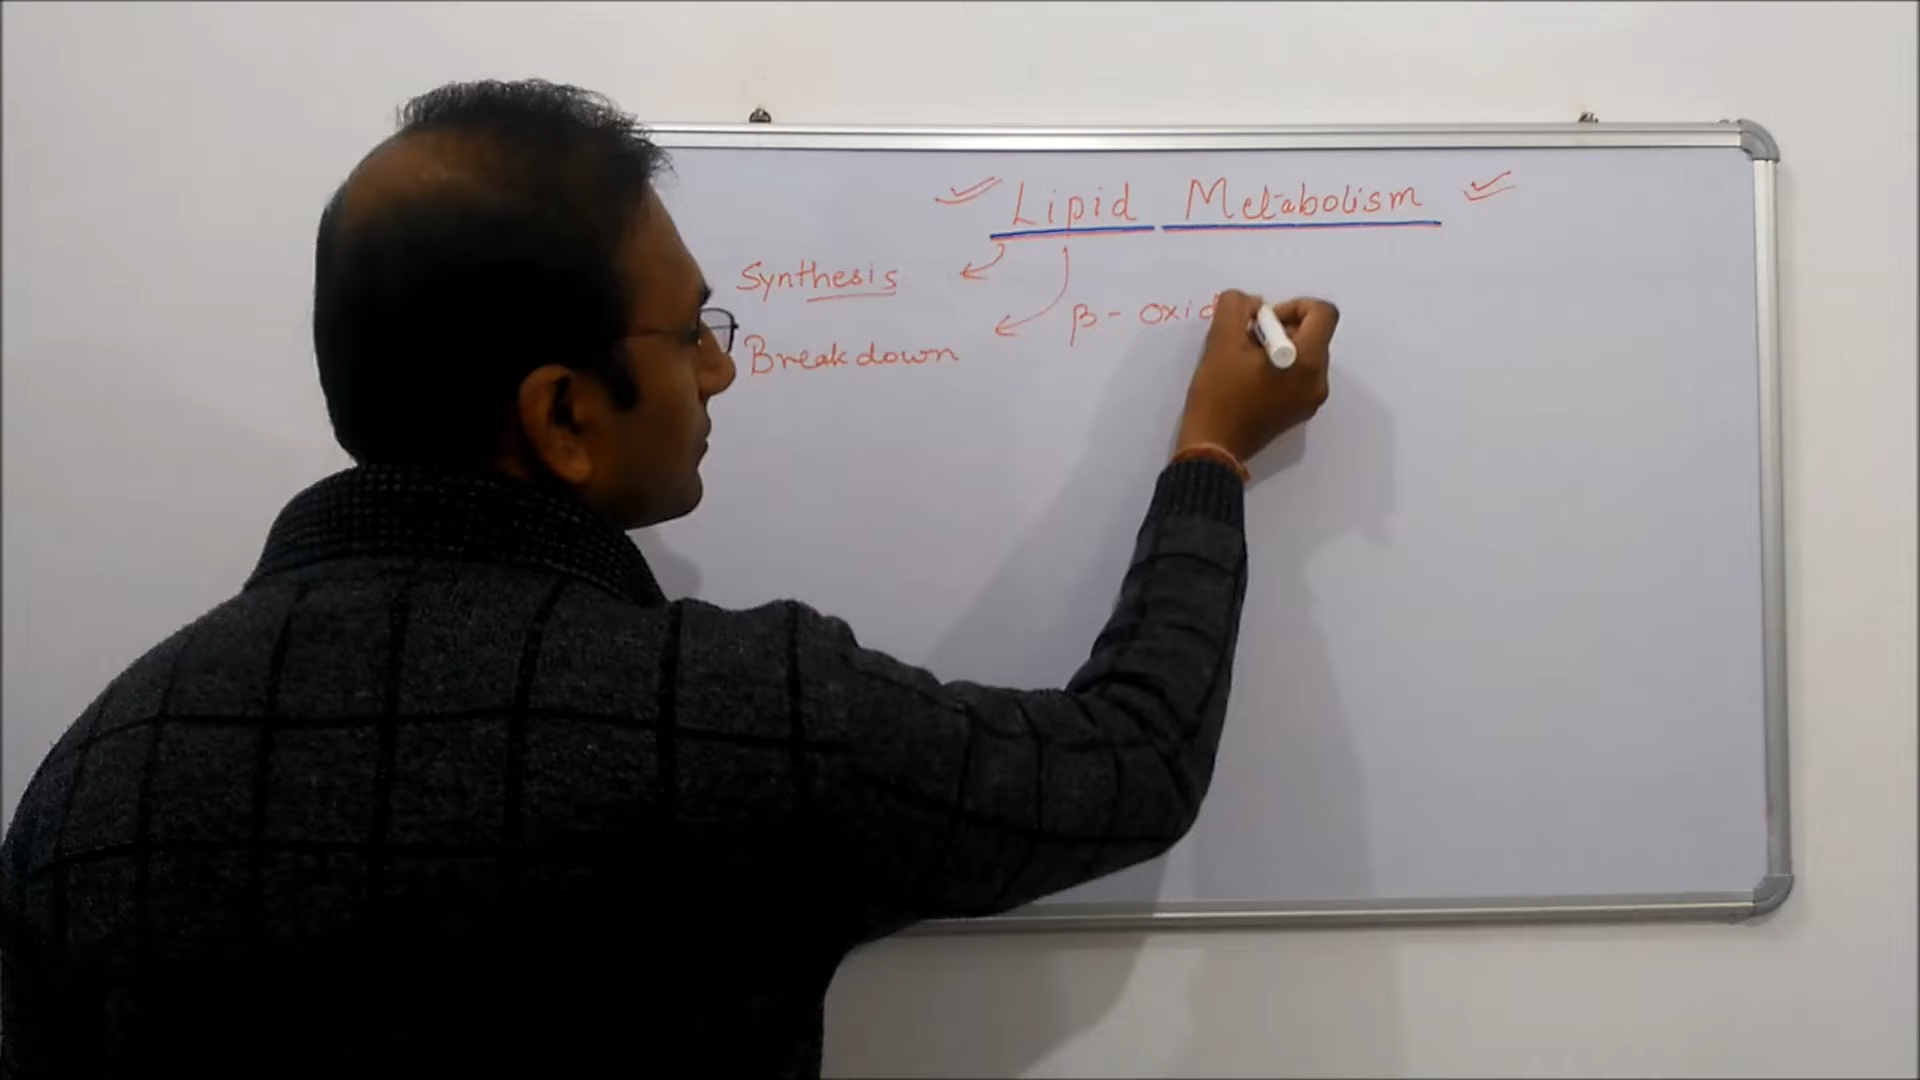 Lipid Metabolism
Synthesis
β- oxid
Breakdown